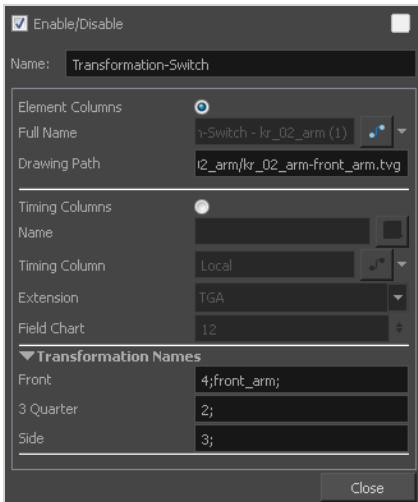 Enable/Disable
Name: Transformation-Switch
Element Columns
Full Name n-Switch - kr_02_arm (1)
Drawing Path 02_arm/kr_02_arm-front_arm.tvg
Timing Columns
Name
Timing Column Local
Extension TGA
Field Chart 12
Transformation Names
Front 4;front_arm;
3 Quarter 2;
Side 3;
Close